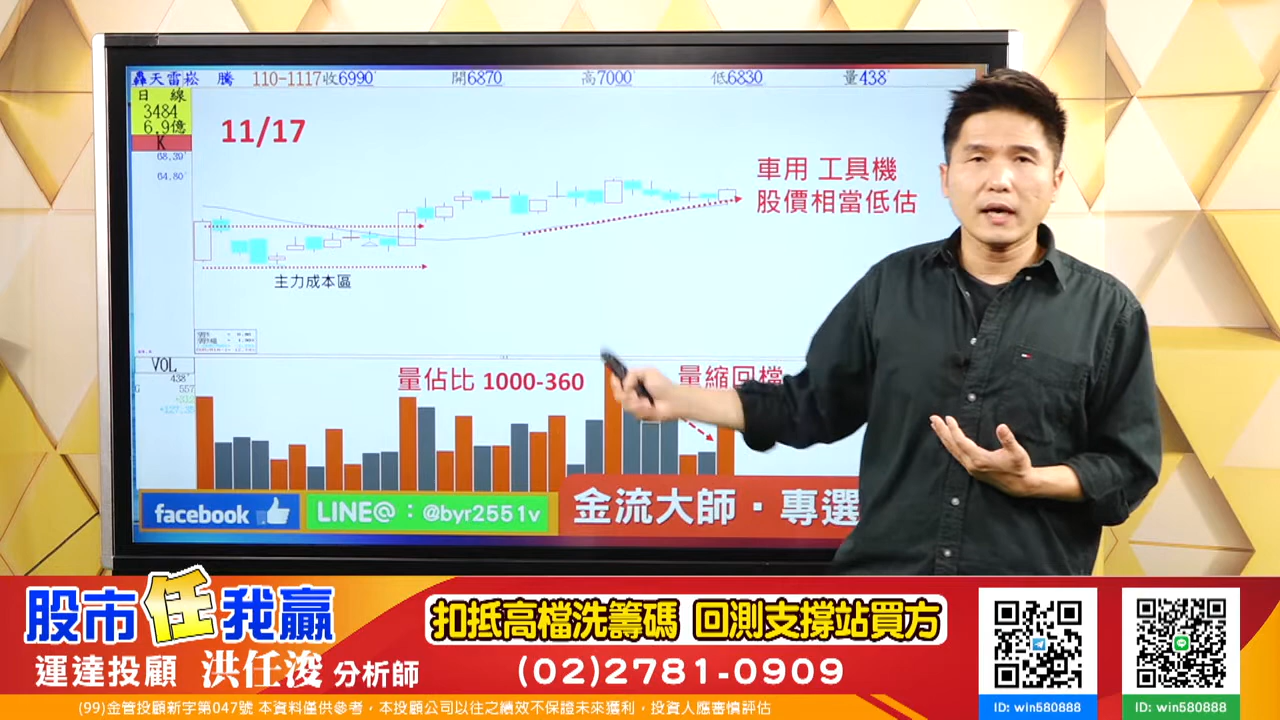 轟天雷崧 騰 110-1117收6990 開6870 高7000 低6830 量438
日 線
3484
6.9億
K
68.39
64.80
11/17
車用 工具機
股價相當低估
主力成本區
VOL
438
557
量佔比 1000-360
量縮回檔
facebook
LINE@：@byr2551v
金流大師．專選
股市任我贏
運達投顧 洪任浚 分析師
扣抵高檔洗籌碼 回測支撐站買方
(02)2781-0909
ID: win580888
ID: win580888
(99)金管投顧新字第047號 本資料僅供參考，本投顧公司以往之績效不保證未來獲利，投資人應審慎評估